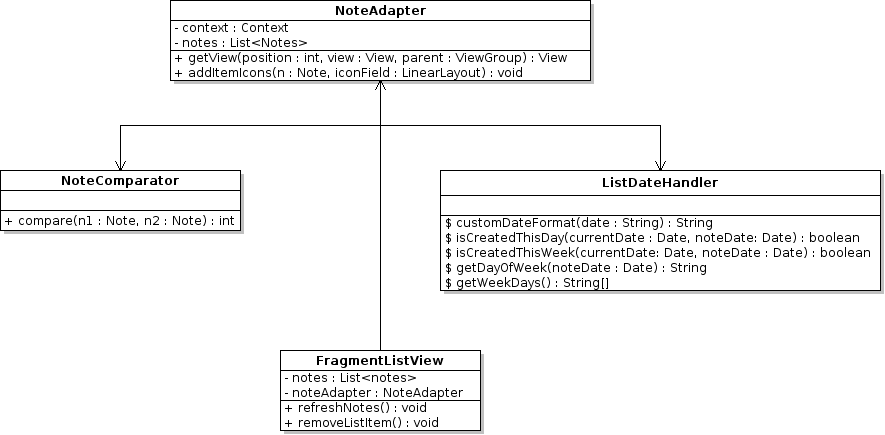 NoteAdapter
- context : Context
- notes : List<Notes>
+ getView(position : int, view : View, parent : ViewGroup) : View
+ addItemIcons(n : Note, iconField : LinearLayout) : void
NoteComparator
+ compare(n1 : Note, n2 : Note) : int
ListDateHandler
$ customDateFormat(date : String) : String
$ isCreatedThisDay(currentDate : Date, noteDate: Date) : boolean
$ isCreatedThisWeek(currentDate: Date, noteDate : Date) : boolean
$ getDayOfWeek(noteDate : Date) : String
$ getWeekDays() : String[]
FragmentListView
- notes : List<notes>
- noteAdapter : NoteAdapter
+ refreshNotes() : void
+ removeListItem() : void